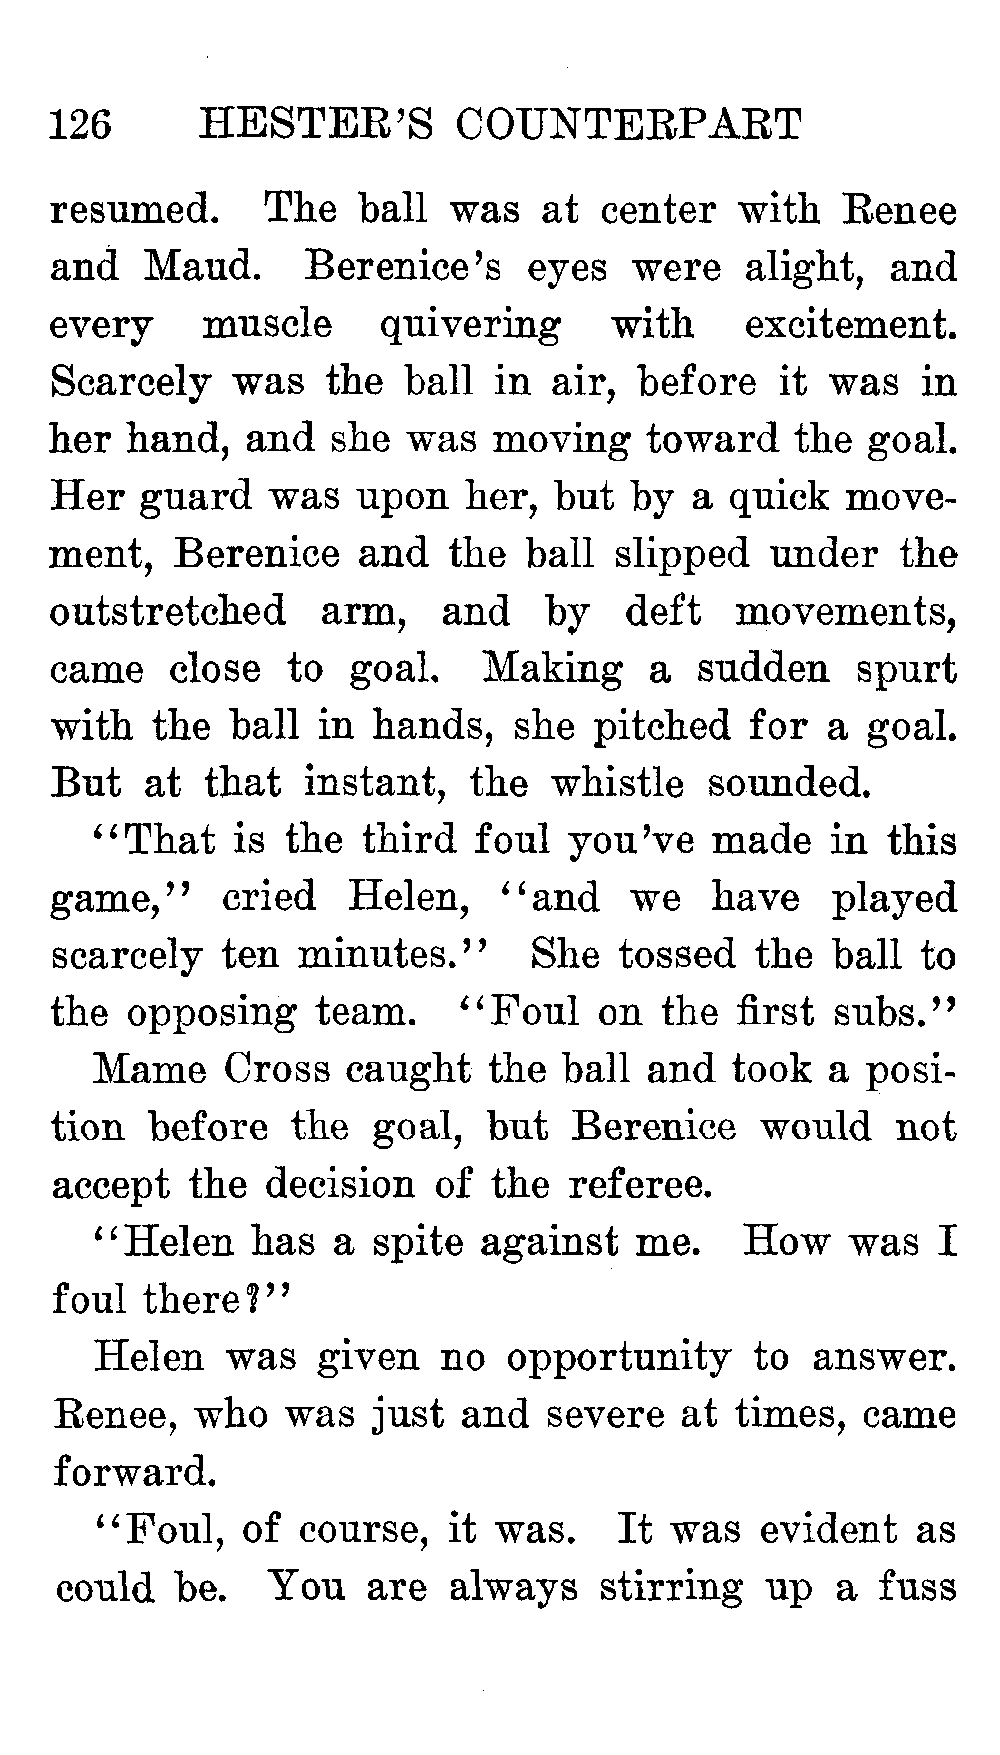 126 HESTER'S COUNTERPART
resumed. The ball was at center with Renee
and Maud. Berenice's eyes were alight, and
every muscle quivering with excitement.
Scarcely was the ball in air, before it was in
her hand, and she was moving toward the goal.
Her guard was upon her, but by a quick move-
ment, Berenice and the ball slipped under the
outstretched arm, and by deft movements,
came close to goal. Making a sudden spurt
with the ball in hands, she pitched for a goal.
But at that instant, the whistle sounded.
"That is the third foul you've made in this
game," cried Helen, "and we have played
scarcely ten minutes." She tossed the ball to
the opposing team. "Foul on the first subs."
Mame Cross caught the ball and took a posi-
tion before the goal, but Berenice would not
accept the decision of the referee.
"Helen has a spite against me. How was I
foul there?"
Helen was given no opportunity to answer.
Renee, who was just and severe at times, came
forward.
"Foul, of course, it was. It was evident as
could be. You are always stirring up a fuss